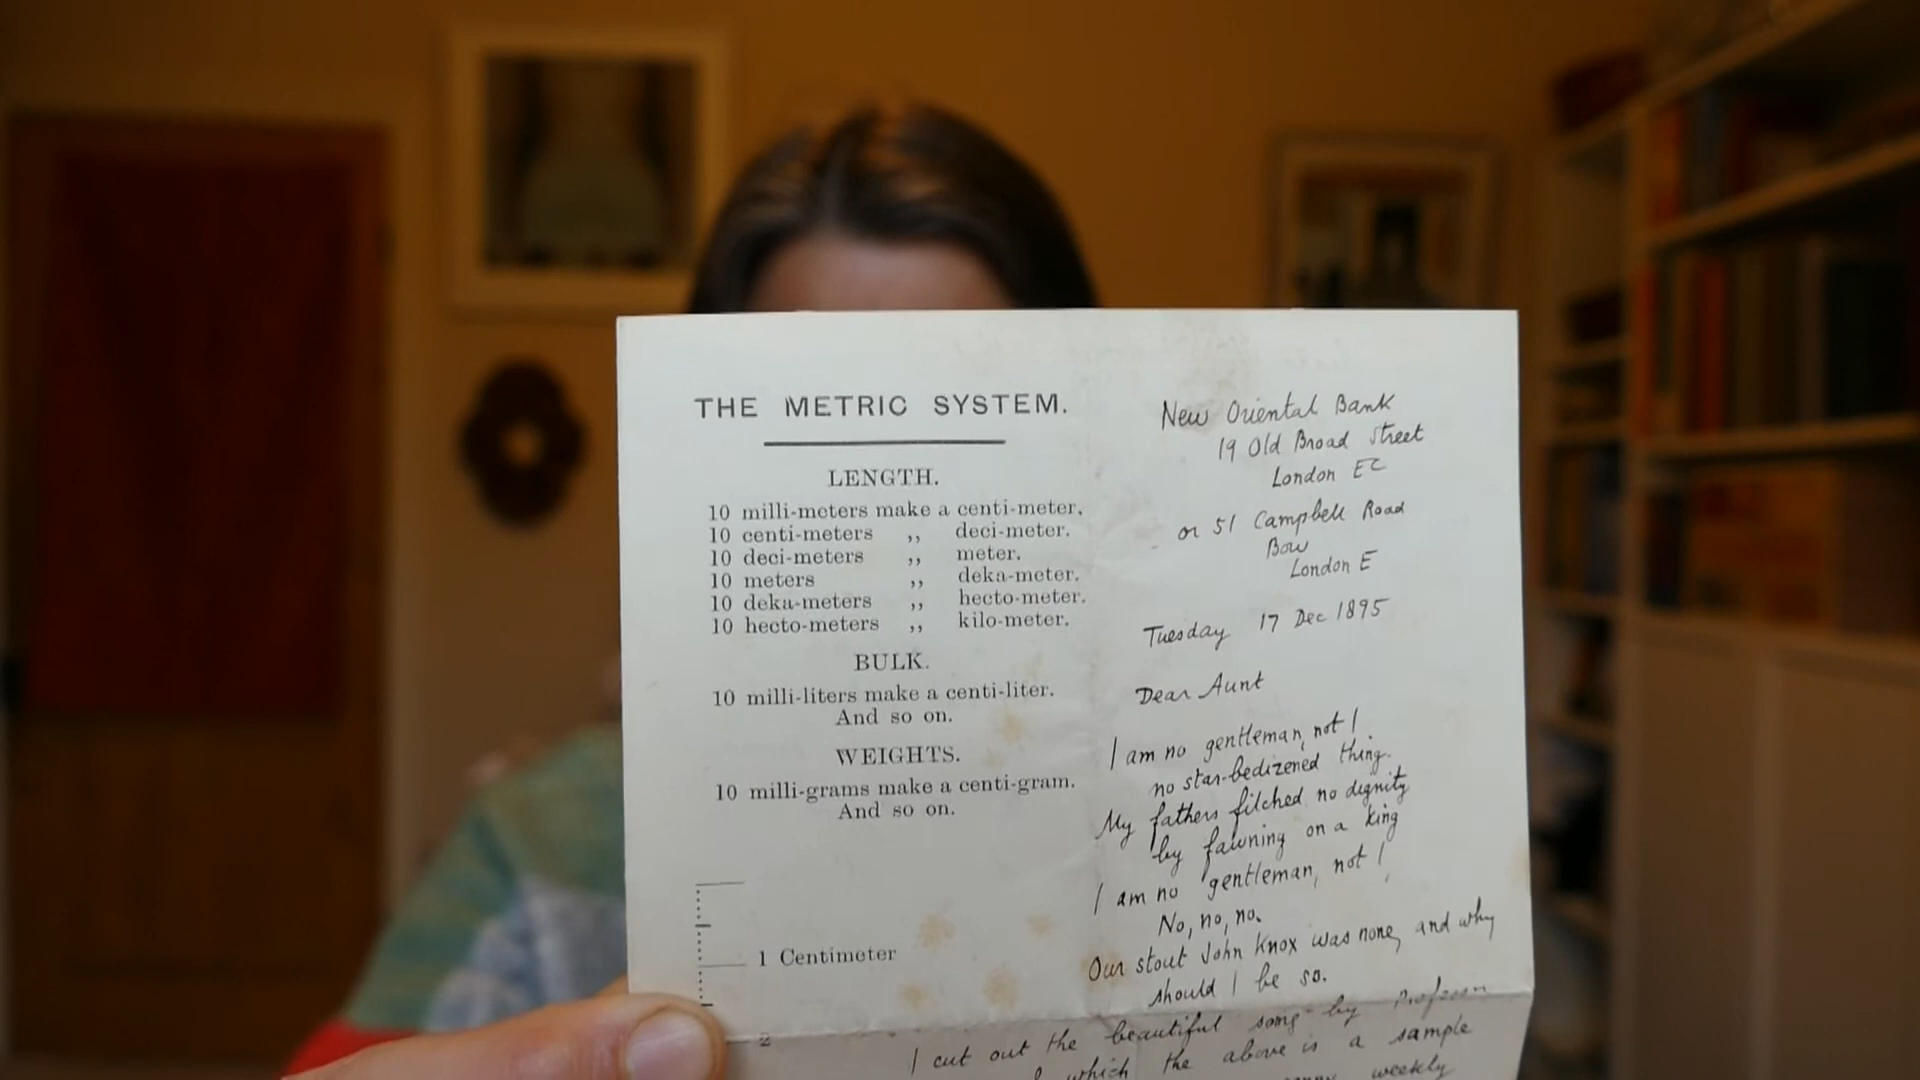 THE METRIC SYSTEM.
LENGTH.
10 milli-meters make a centi-meter.
10 centi-meters ,, deci-meter.
10 deci-meters ,, meter.
10 meters ,, deka-meter.
10 deka-meters ,, hecto-meter.
10 hecto-meters ,, kilo-meter.
BULK.
10 milli-liters make a centi-liter.
And so on.
WEIGHTS.
10 milli-grams make a centi-gram.
And so on.
1 Centimeter
2
New Oriental Bank
19 Old Broad Street
London EC
or 51 Campbell Road
Bow
London E
Tuesday 17 Dec 1895
Dear Aunt
I am no gentleman, not I
no star-bedizened thing.
My fathers filched no dignity
by fawning on a king
I am no gentleman, not I
No, no, no.
Our stout John Knox was none, and why
should I be so.
I cut out the beautiful song by Professor
which the above is a sample
weekly